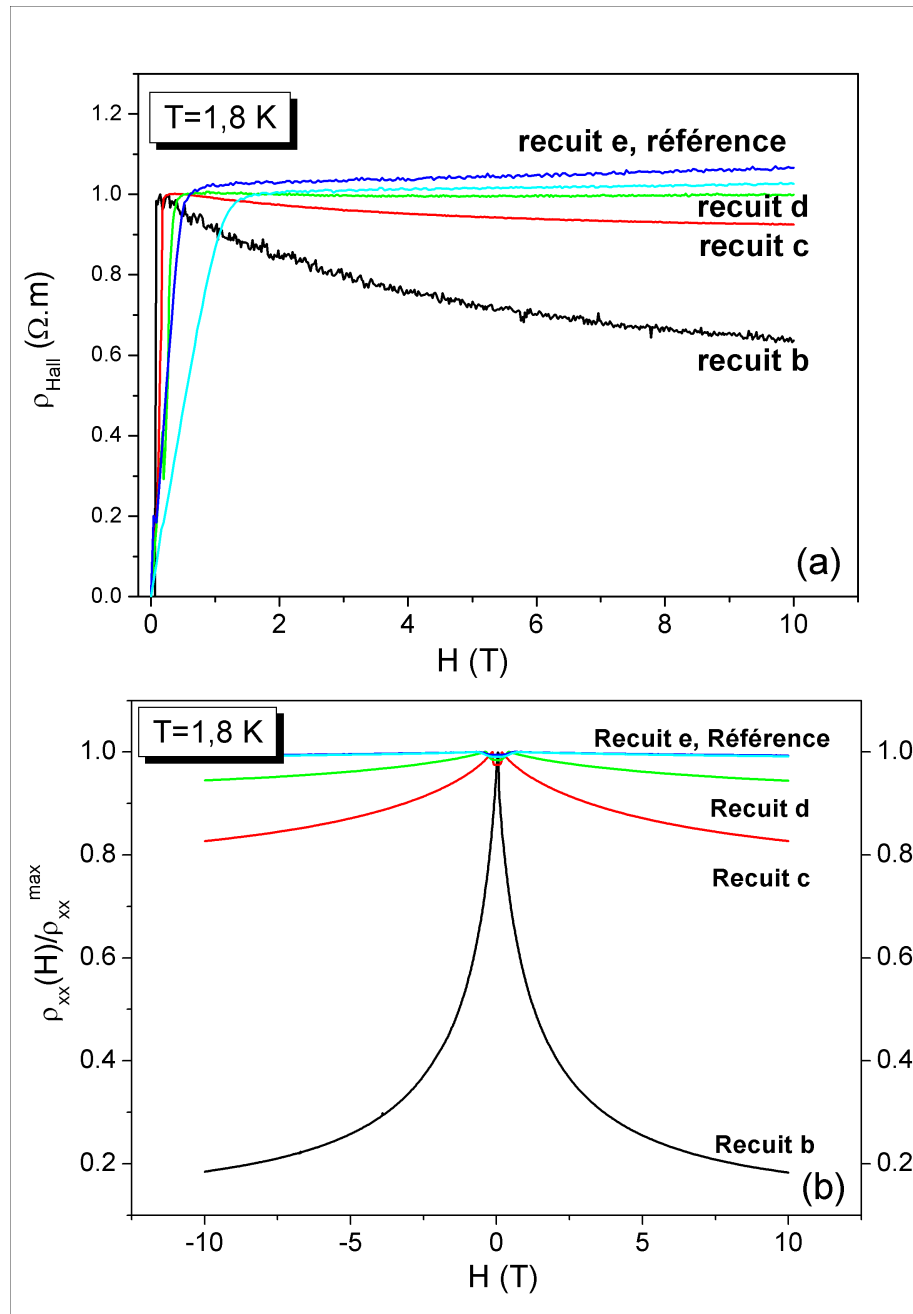 T=1,8 K
recuit e, référence
recuit d
recuit c
recuit b
ρHall (Ω.m)
1.2
1.0
0.8
0.6
0.4
0.2
0.0
0 2 4 6 8 10
H (T)
(a)
T=1,8 K
Recuit e, Référence
Recuit d
Recuit c
Recuit b
ρxx(H)/ρxxmax
1.0 1.0
0.8 0.8
0.6 0.6
0.4 0.4
0.2 0.2
(b)
-10 -5 0 5 10
H (T)